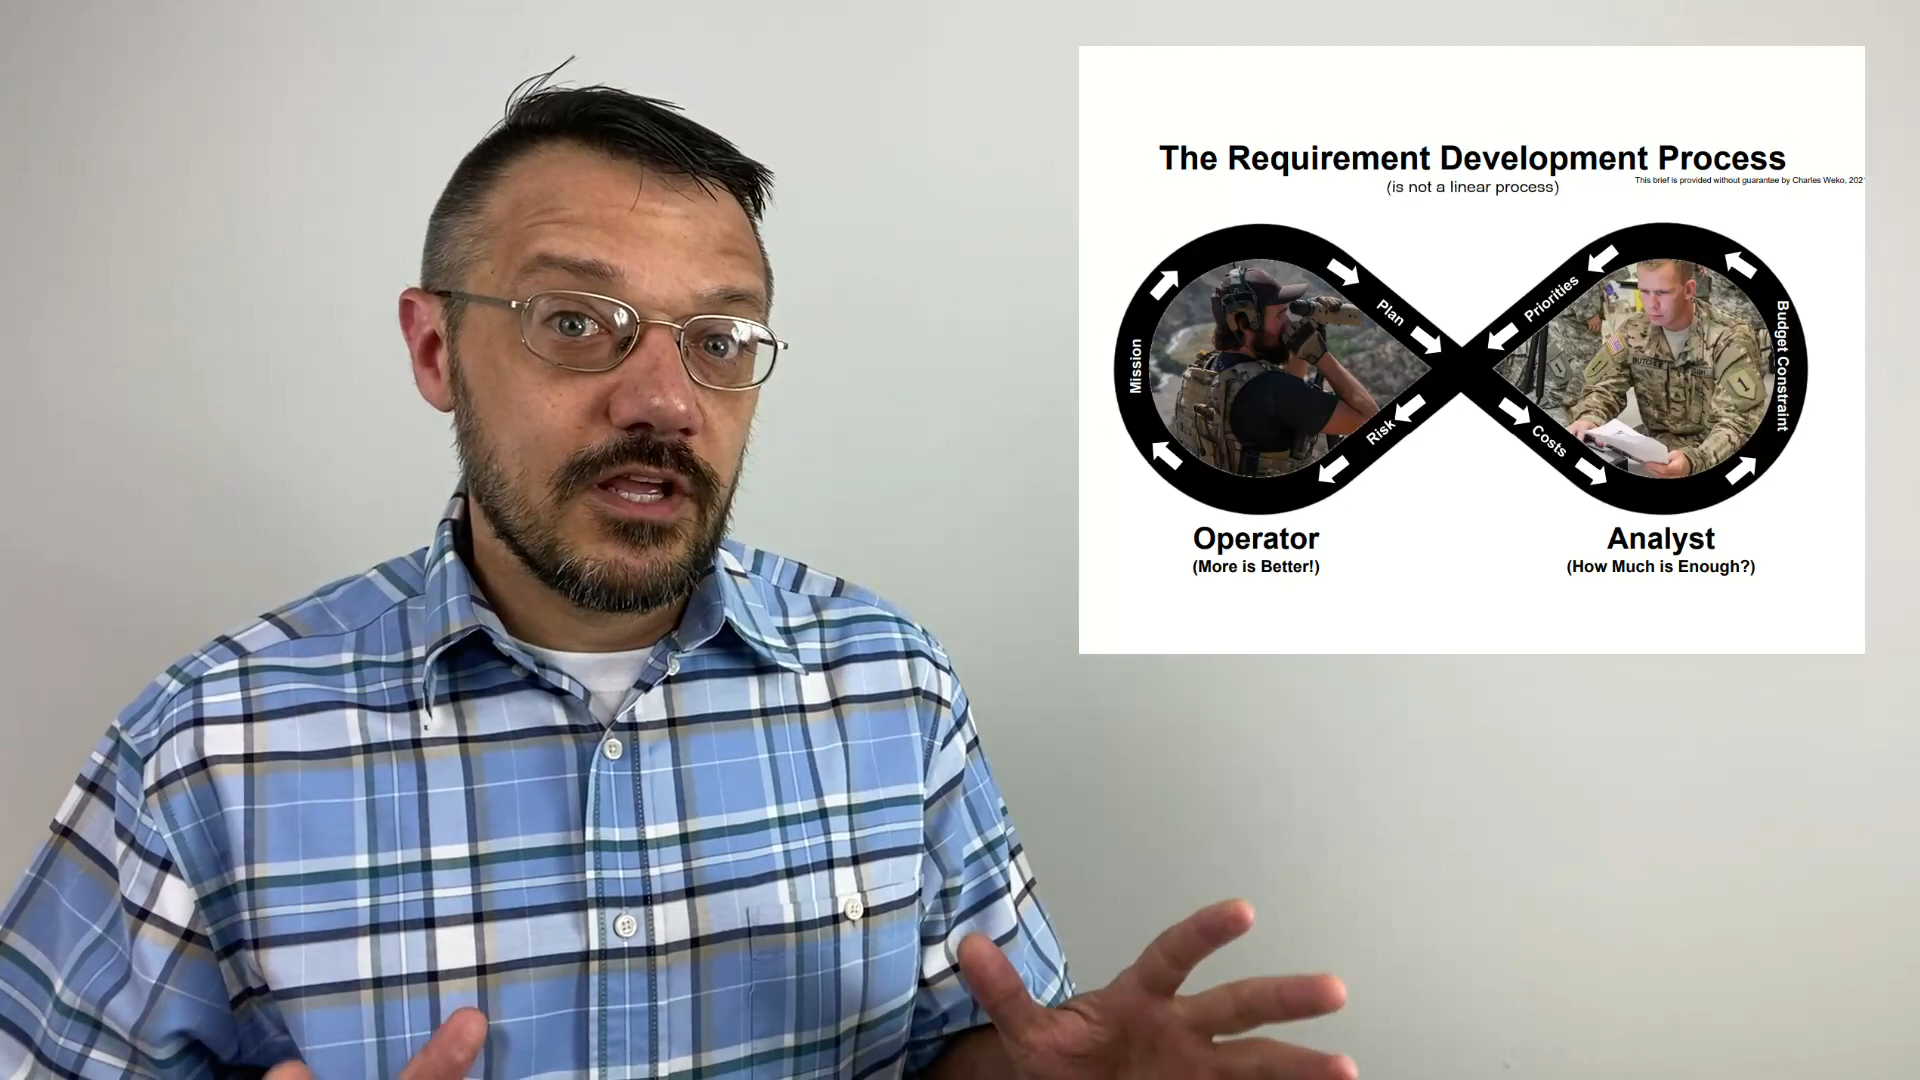 The Requirement Development Process
This brief is provided without guarantee by Charles Weko, 202
(is not a linear process)
Mission
Plan
Risk
Priorities
Costs
Budget Constraint
BUTCHER
Operator
(More is Better!)
Analyst
(How Much is Enough?)